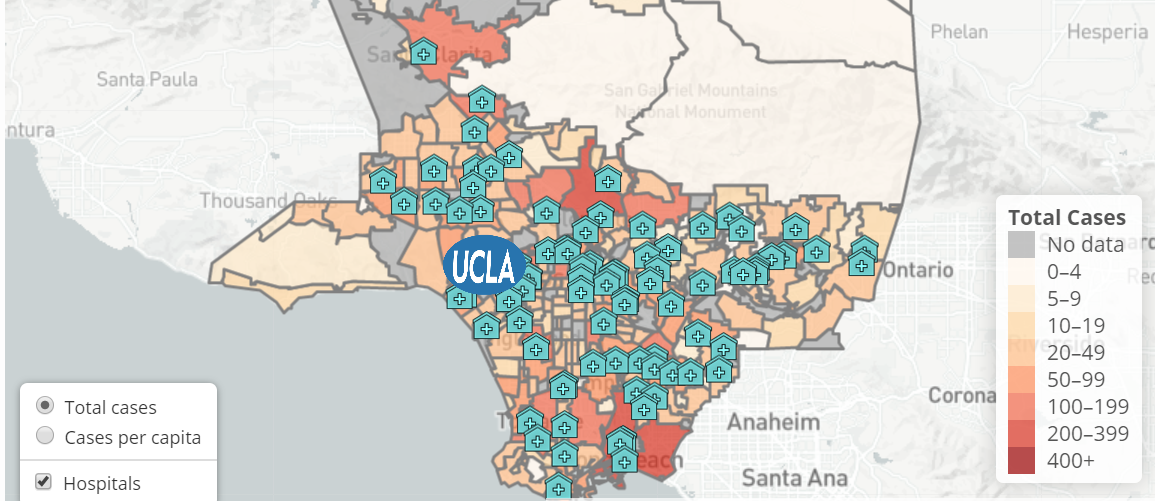 Phelan
Hesperia
Santa Clarita
Santa Paula
San Gabriel Mountains
National Monument
ntura
Thousand Oaks
Total Cases
No data
0–4
5–9
10–19
20–49
50–99
100–199
200–399
400+
UCLA
Ontario
Riverside
Corona
Anaheim
Santa Ana
Total cases
Cases per capita
Hospitals